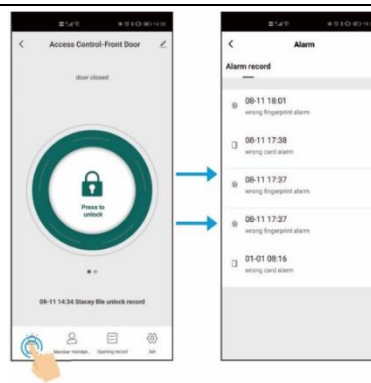 Access Control-Front Door
door closed
Press to
unlock
08-11 14:34 Stacey Ble unlock record
Member manage..
Opening record
Set
Alarm
Alarm record
08-11 18:01
wrong fingerprint alarm
08-11 17:38
wrong card alarm
08-11 17:37
wrong fingerprint alarm
08-11 17:37
wrong fingerprint alarm
01-01 08:16
wrong card alarm